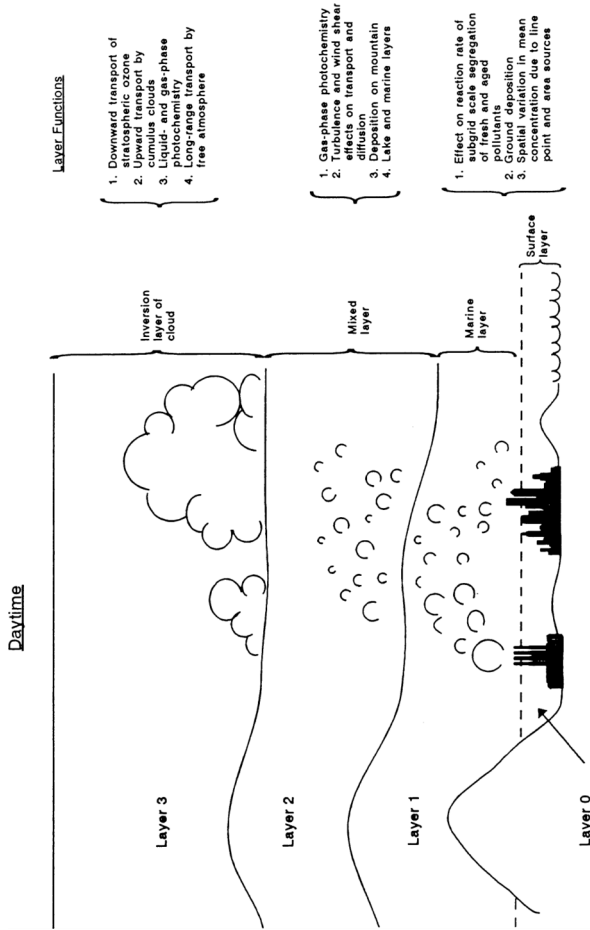 Daytime
Layer Functions
Inversion
layer of
cloud
1. Downward transport of
stratospheric ozone
2. Upward transport by
cumulus clouds
3. Liquid- and gas-phase
photochemistry
4. Long-range transport by
free atmosphere
Layer 3
Mixed
layer
1. Gas-phase photochemistry
2. Turbulence and wind shear
effects on transport and
diffusion
3. Deposition on mountain
4. Lake and marine layers
Layer 2
Marine
layer
1. Effect on reaction rate of
subgrid scale segregation
of fresh and aged
pollutants
2. Ground deposition
3. Spatial variation in mean
concentration due to line
point and area sources
Layer 1
Surface
layer
Layer 0